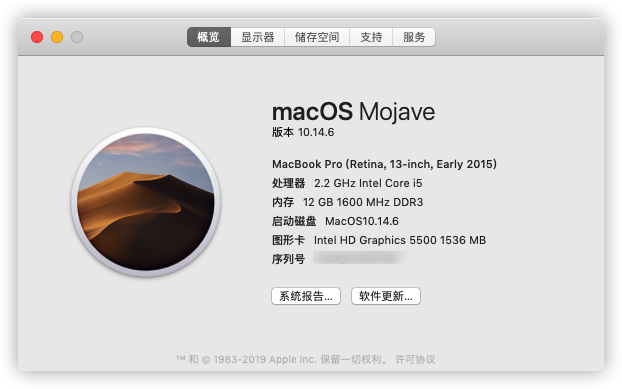 概览 显示器 储存空间 支持 服务
macOS Mojave
版本 10.14.6
MacBook Pro (Retina, 13-inch, Early 2015)
处理器 2.2 GHz Intel Core i5
内存 12 GB 1600 MHz DDR3
启动磁盘 MacOS10.14.6
图形卡 Intel HD Graphics 5500 1536 MB
序列号
系统报告... 软件更新...
™ 和 © 1983-2019 Apple Inc. 保留一切权利。 许可协议